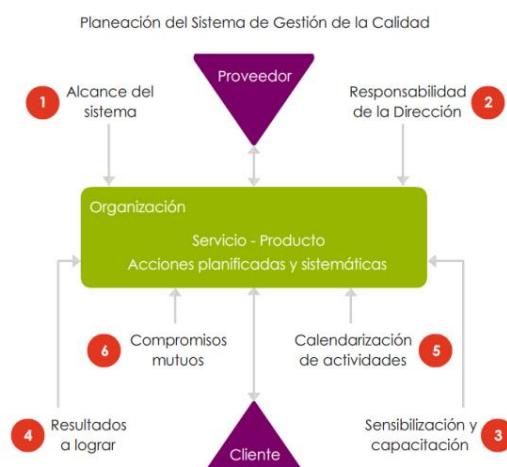 Planeación del Sistema de Gestión de la Calidad
Proveedor
1
Alcance del
sistema
Responsabilidad
de la Dirección
2
Organización
Servicio - Producto
Acciones planificadas y sistemáticas
6
Compromisos
mutuos
Calendarización
de actividades
5
4
Resultados
a lograr
Cliente
Sensibilización y
capacitación
3